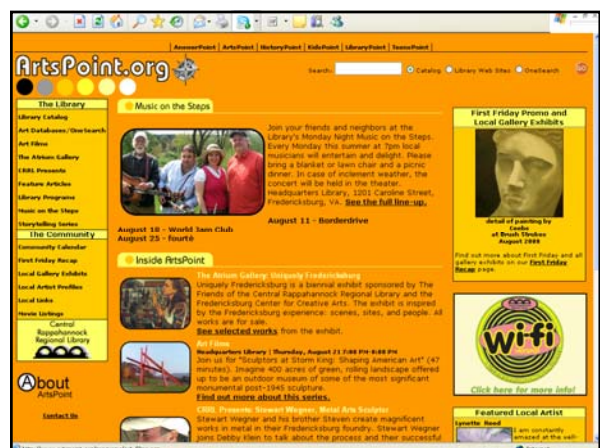 AnswerPoint | ArtsPoint | HistoryPoint | KidsPoint | LibraryPoint | TeensPoint
ArtsPoint.org
Search: Catalog Library Web Sites OneSearch GO
The Library
Library Catalog
Art Databases/OneSearch
Art Films
The Atrium Gallery
CRRL Presents
Feature Articles
Library Programs
Music on the Steps
Storytelling Series
The Community
Community Calendar
First Friday Recap
Local Gallery Exhibits
Local Artist Profiles
Local Links
Movie Listings
Central
Rappahannock
Regional Library
About
ArtsPoint
Contact Us
Music on the Steps
Join your friends and neighbors at the
Library's Monday night Music on the Steps.
Every Monday this summer at 7pm local
musicians will entertain and delight. Please
bring a blanket or lawn chair and a picnic
dinner. In case of inclement weather, the
concert will be held in the theater.
Headquarters Library, 1201 Caroline Street,
Fredericksburg, VA. See the full line-up.
August 11 - Borderdrive
August 18 - World Jam Club
August 25 - fourté
Inside ArtsPoint
The Atrium Gallery: Uniquely Fredericksburg
Uniquely Fredericksburg is a biennial exhibit sponsored by The
Friends of the Central Rappahannock Regional Library and the
Fredericksburg Center for Creative Arts. The exhibit is inspired
by the Fredericksburg experience: scenes, sites, and people. All
works are for sale.
See selected works from the exhibit.
Art Films
Headquarters Library | Thursday, August 21 7:00 PM-8:00 PM
Join us for "Sculptors at Storm King: Shaping American Art" (47
minutes). Imagine 400 acres of green, rolling landscape offered
up to be an outdoor museum of some of the most significant
monumental post-1945 sculpture.
Find out more about this series.
CRRL Presents: Stewart Wegner, Metal Arts Sculptor
Stewart Wegner and his brother Steven create magnificent
works in metal in their Fredericksburg foundry. Stewart Wegner
joins Debby Klein to talk about the process and their successful
First Friday Promo and
Local Gallery Exhibits
detail of painting by
at Brush Strokes
August 2008
Find out more about First Friday and all
gallery exhibits on our First Friday
Recap page.
wi-fi
Click here for more info!
Featured Local Artist
Lynette Reed
I am constantly
amazed at the well-